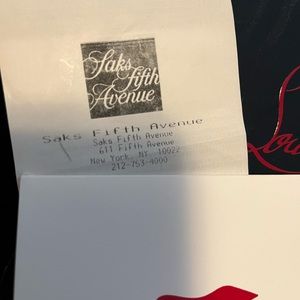 Saks
fifth
Avenue
Saks Fifth Avenue
Saks Fifth Avenue
611 Fifth Avenue
New York, NY 10022
212-753-4000
Lou